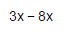 3x – 8x